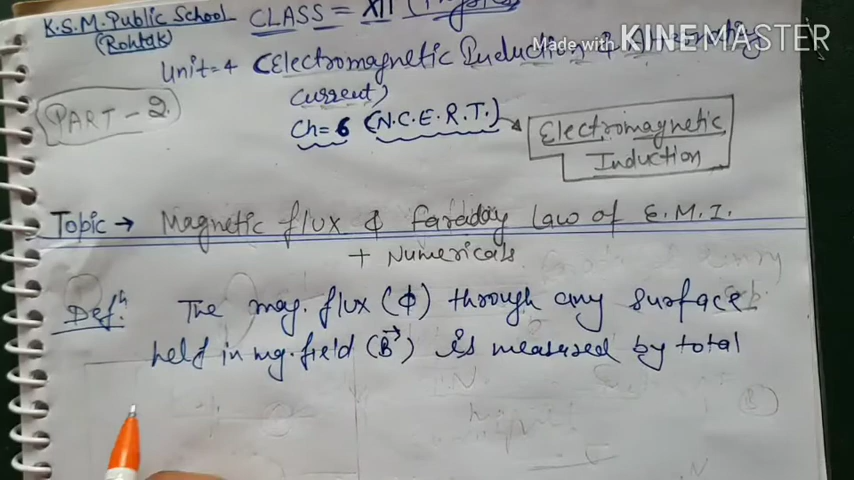 K.S.M. Public School
(Rohtak)
CLASS = XII (Physics)
Made with KINEMASTER
Unit = 4 (Electromagnetic Induction & Alternating
Current)
PART - 2
Ch = 6 (N.C.E.R.T.) →
Electromagnetic
Induction
Topic → Magnetic flux & faraday Law of E.M.I.
+ Numericals
Defⁿ. The mag. flux (ϕ) through any surface
held in mg. field (B⃗) is measured by total